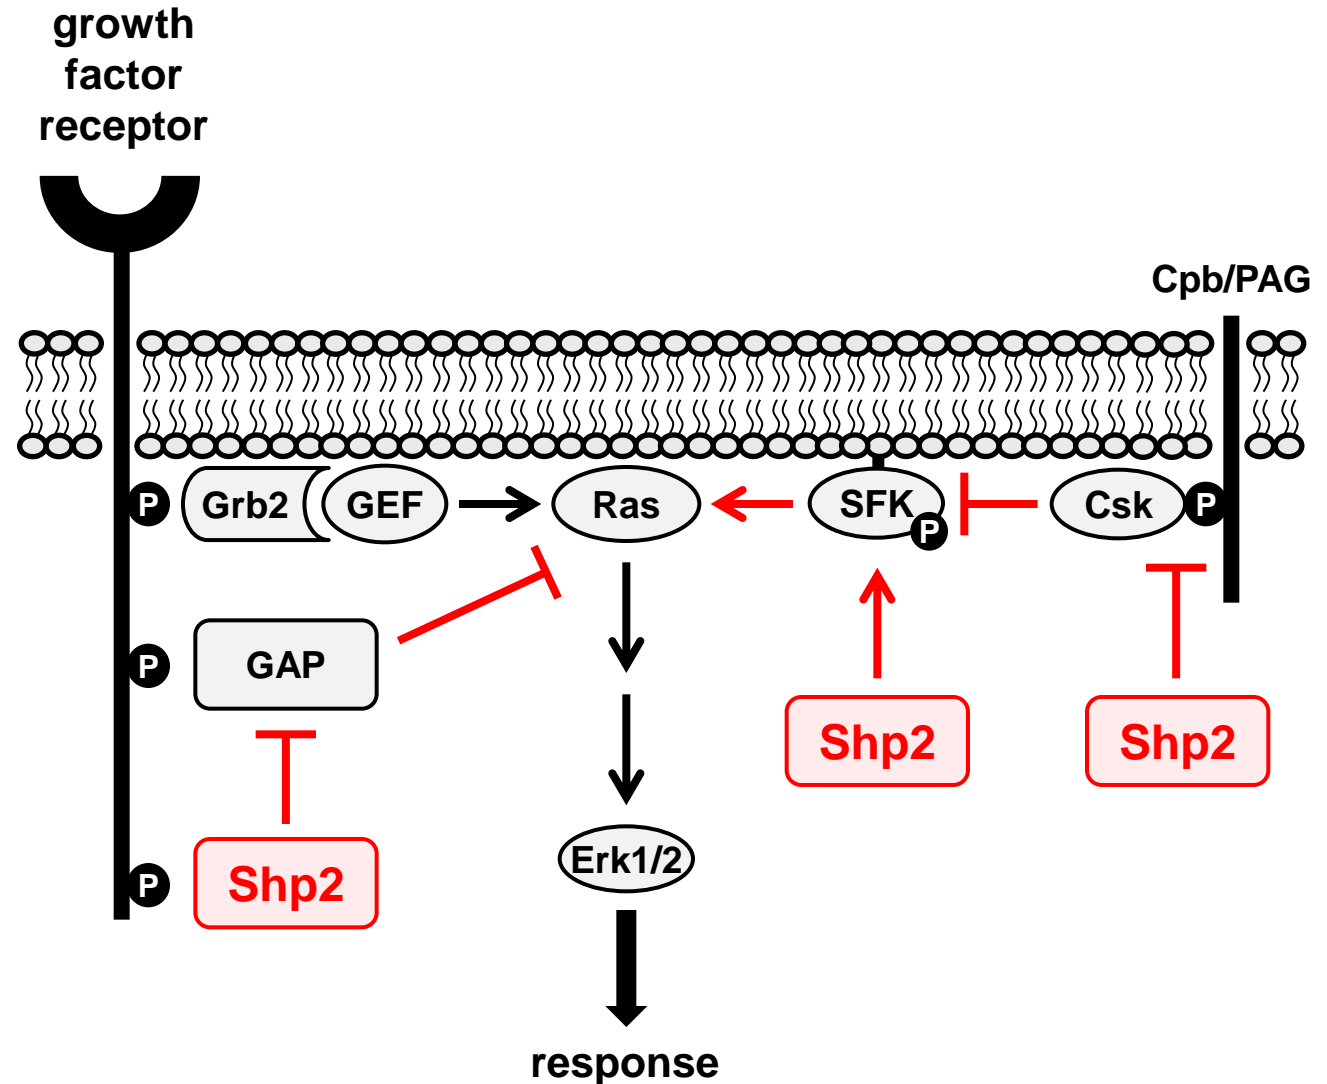 growth
factor
receptor
Cpb/PAG
P
Grb2
GEF
Ras
SFK
P
Csk
P
P
GAP
Shp2
Shp2
P
Shp2
Erk1/2
response